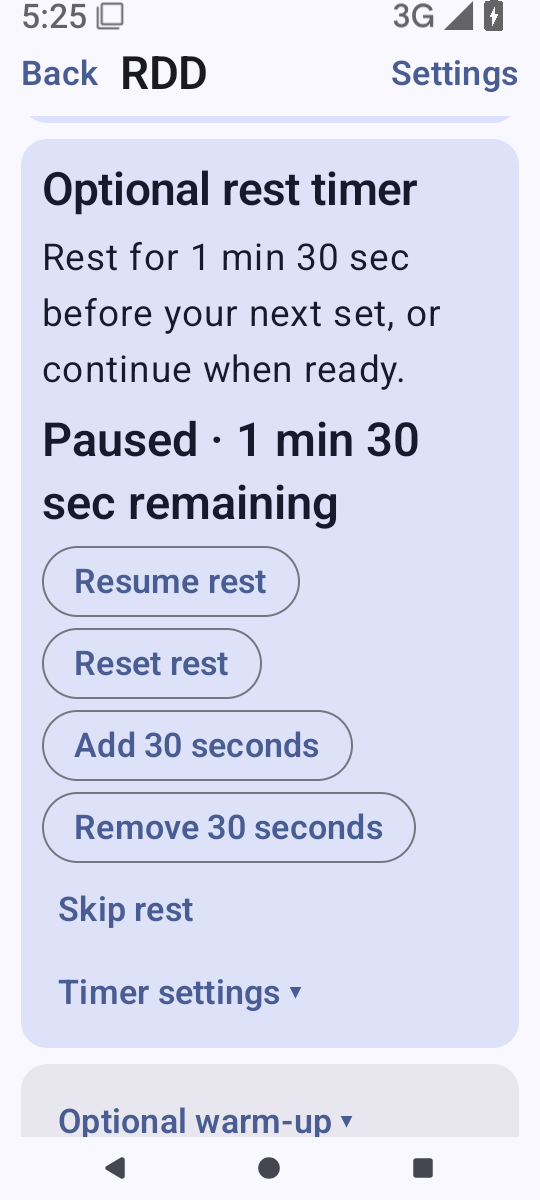 5:25 3G
Back RDD Settings
Optional rest timer
Rest for 1 min 30 sec
before your next set, or
continue when ready.
Paused · 1 min 30
sec remaining
Resume rest
Reset rest
Add 30 seconds
Remove 30 seconds
Skip rest
Timer settings ▾
Optional warm-up ▾